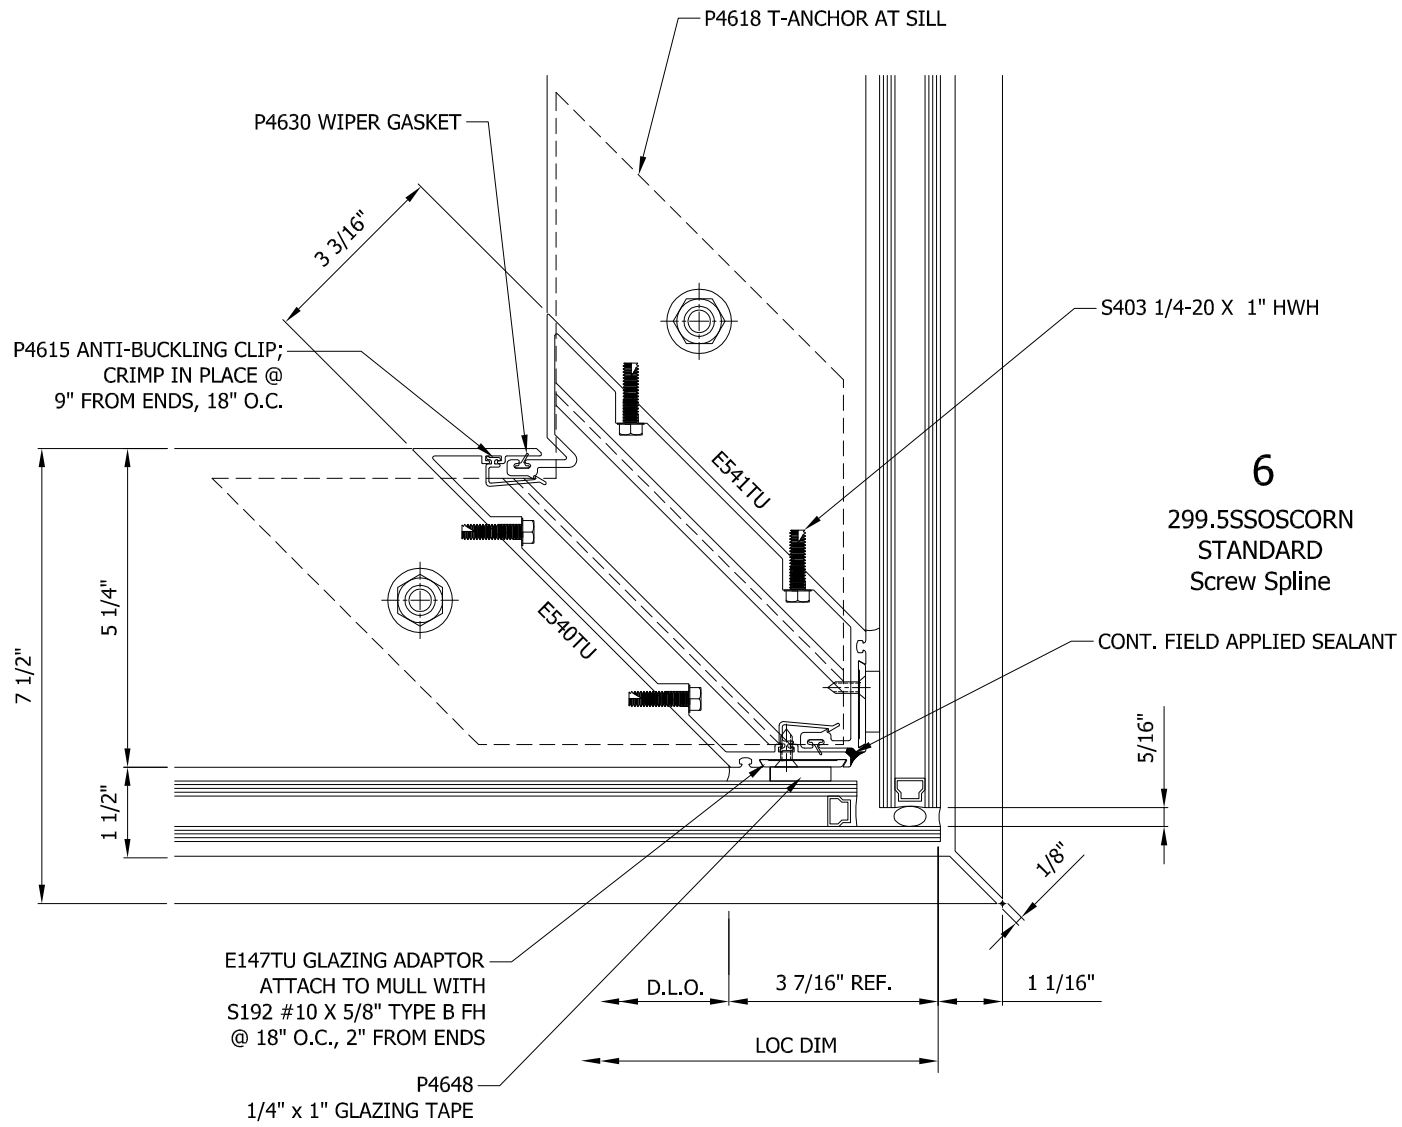 P4618 T-ANCHOR AT SILL
P4630 WIPER GASKET
3 3/16"
S403 1/4-20 X 1" HWH
P4615 ANTI-BUCKLING CLIP;
CRIMP IN PLACE @
9" FROM ENDS, 18" O.C.
E541TU
6
299.5SSOSCORN
STANDARD
Screw Spline
5 1/4"
E540TU
CONT. FIELD APPLIED SEALANT
7 1/2"
5/16"
1 1/2"
1/8"
E147TU GLAZING ADAPTOR
ATTACH TO MULL WITH
S192 #10 X 5/8" TYPE B FH
@ 18" O.C., 2" FROM ENDS
D.L.O.
3 7/16" REF.
1 1/16"
LOC DIM
P4648
1/4" x 1" GLAZING TAPE